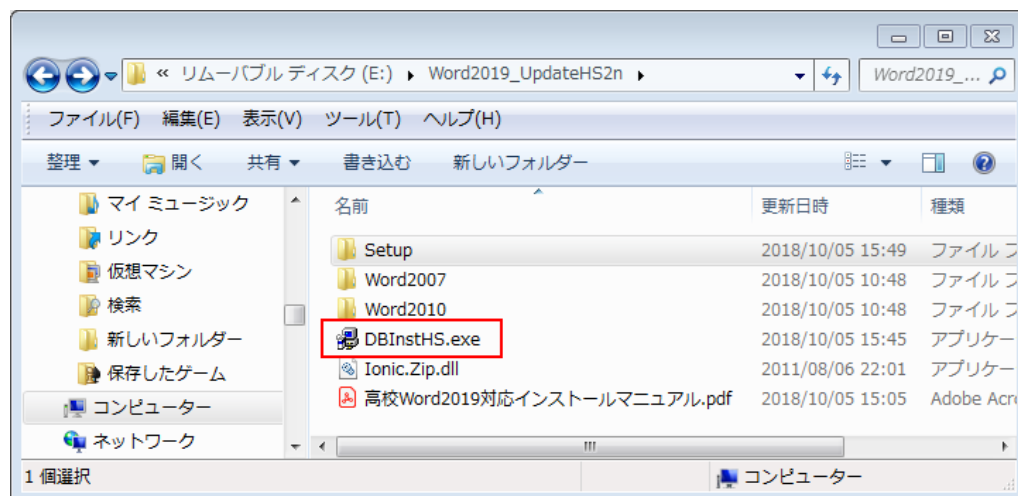 « リムーバブル ディスク (E:) ▸ Word2019_UpdateHS2n ▸ Word2019_...
ファイル(F) 編集(E) 表示(V) ツール(T) ヘルプ(H)
整理 ▼ 開く 共有 ▼ 書き込む 新しいフォルダー
マイ ミュージック
リンク
仮想マシン
検索
新しいフォルダー
保存したゲーム
コンピューター
ネットワーク
名前 更新日時 種類
Setup 2018/10/05 15:49 ファイル フ
Word2007 2018/10/05 10:48 ファイル フ
Word2010 2018/10/05 10:48 ファイル フ
DBInstHS.exe 2018/10/05 15:45 アプリケー
Ionic.Zip.dll 2011/08/06 22:01 アプリケー
高校Word2019対応インストールマニュアル.pdf 2018/10/05 15:05 Adobe Acr
1 個選択 コンピューター